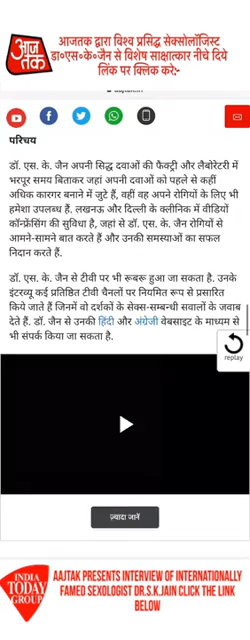 आज
तक
आजतक द्वारा विश्व प्रसिद्ध सेक्सोलॉजिस्ट
डा०एस०के०जैन से विशेष साक्षात्कार नीचे दिये
लिंक पर क्लिक करें:-
परिचय
डॉ. एस. के. जैन अपनी सिद्ध दवाओं की फैक्ट्री और लैबोरेटरी में
भरपूर समय बिताकर जहां अपनी दवाओं को पहले से कहीं
अधिक कारगर बनाने में जुटे हैं, वहीं वह अपने रोगियों के लिए भी
हमेशा उपलब्ध हैं. लखनऊ और दिल्ली के क्लीनिक में वीडियो
कॉन्फ्रेंसिंग की सुविधा है, जहां से डॉ. एस. के. जैन रोगियों से
आमने-सामने बात करते हैं और उनकी समस्याओं का सफल
निदान करते हैं.
डॉ. एस. के. जैन से टीवी पर भी रूबरू हुआ जा सकता है. उनके
इंटरव्यू कई प्रतिष्ठित टीवी चैनलों पर नियमित रूप से प्रसारित
किये जाते हैं जिनमें वो दर्शकों के सेक्स-सम्बन्धी सवालों के जवाब
देते हैं. डॉ. जैन से उनकी हिंदी और अंग्रेजी वेबसाइट के माध्यम से
भी संपर्क किया जा सकता है.
replay
ज़्यादा जानें
INDIA
TODAY
GROUP
AAJTAK PRESENTS INTERVIEW OF INTERNATIONALLY
FAMED SEXOLOGIST DR.S.K.JAIN CLICK THE LINK
BELOW